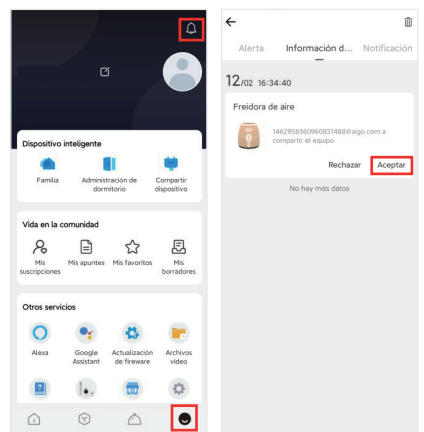 Dispositivo inteligente
Familia
Administración de dormitorio
Compartir dispositivo
Vida en la comunidad
Mis suscripciones
Mis apuntes
Mis favoritos
Mis borradores
Otros servicios
Alexa
Google Assistant
Actualización de fireware
Archivos vídeo
Alerta
Información d...
Notificación
12/02 16:34:40
Freidora de aire
1462958360960831488@aigo.com a
compartir el equipo
Rechazar
Aceptar
No hay más datos